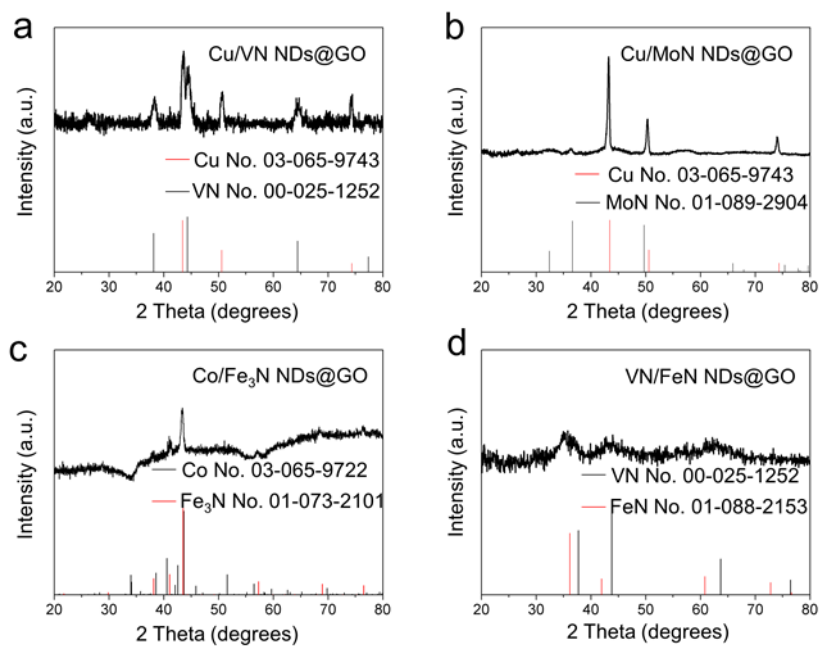 a
Cu/VN NDs@GO
Intensity (a.u.)
Cu No. 03-065-9743
VN No. 00-025-1252
20 30 40 50 60 70 80
2 Theta (degrees)
b
Cu/MoN NDs@GO
Intensity (a.u.)
Cu No. 03-065-9743
MoN No. 01-089-2904
20 30 40 50 60 70 80
2 Theta (degrees)
c
Co/Fe₃N NDs@GO
Intensity (a.u.)
Co No. 03-065-9722
Fe₃N No. 01-073-2101
20 30 40 50 60 70 80
2 Theta (degrees)
d
VN/FeN NDs@GO
Intensity (a.u.)
VN No. 00-025-1252
FeN No. 01-088-2153
20 30 40 50 60 70 80
2 Theta (degrees)